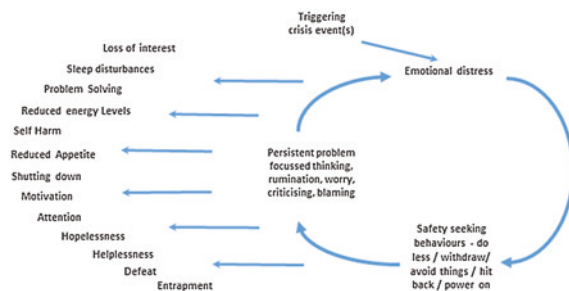 Triggering
crisis event(s)
Emotional distress
Safety seeking
behaviours - do
less / withdraw/
avoid things / hit
back / power on
Persistent problem
focussed thinking,
rumination, worry,
criticising, blaming
Loss of interest
Sleep disturbances
Problem Solving
Reduced energy Levels
Self Harm
Reduced Appetite
Shutting down
Motivation
Attention
Hopelessness
Helplessness
Defeat
Entrapment